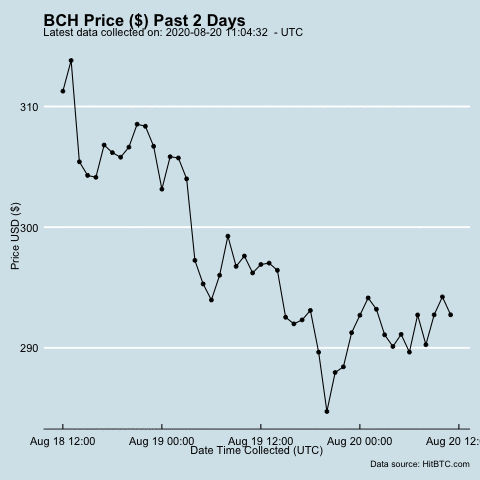 BCH Price ($) Past 2 Days
Latest data collected on: 2020-08-20 11:04:32 - UTC
310
300
290
Price USD ($)
Aug 18 12:00 Aug 19 00:00 Aug 19 12:00 Aug 20 00:00 Aug 20 12:
Date Time Collected (UTC)
Data source: HitBTC.com